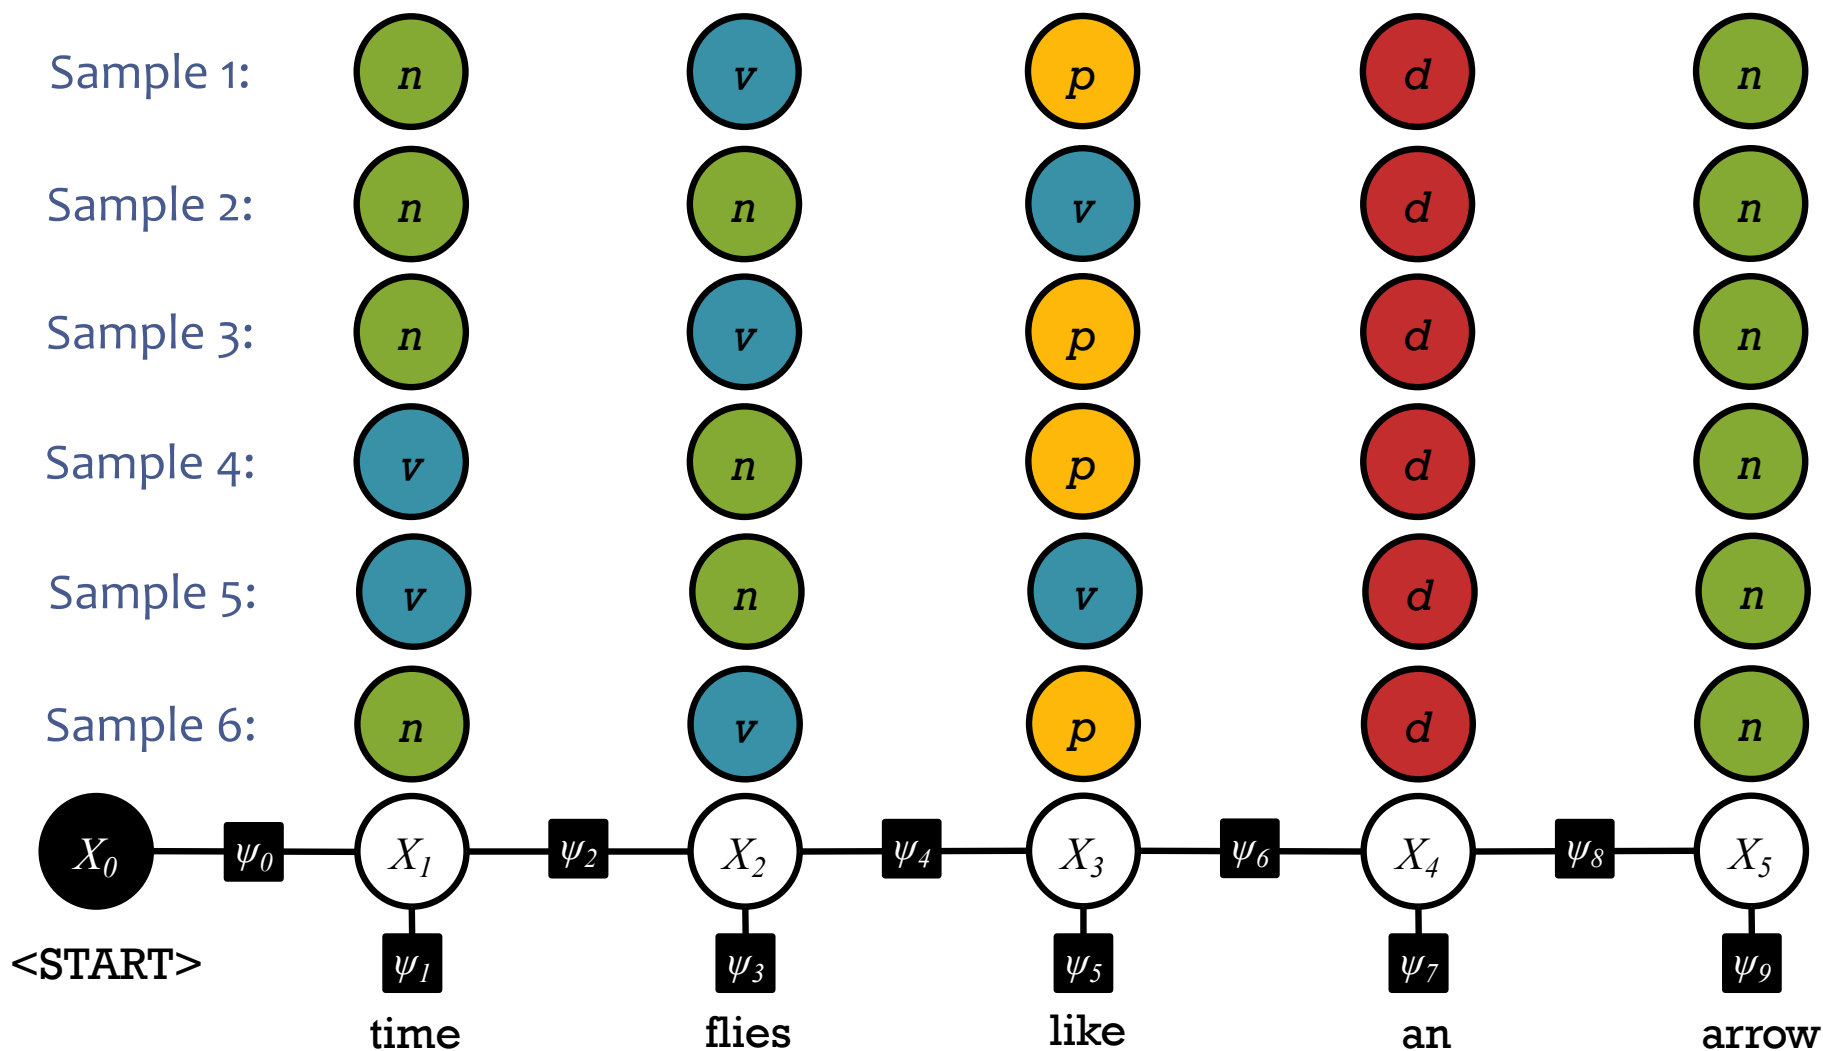 Sample 1: n v p d n
Sample 2: n n v d n
Sample 3: n v p d n
Sample 4: v n p d n
Sample 5: v n v d n
Sample 6: n v p d n
X0 ψ0 X1 ψ2 X2 ψ4 X3 ψ6 X4 ψ8 X5
<START> ψ1 ψ3 ψ5 ψ7 ψ9
time flies like an arrow